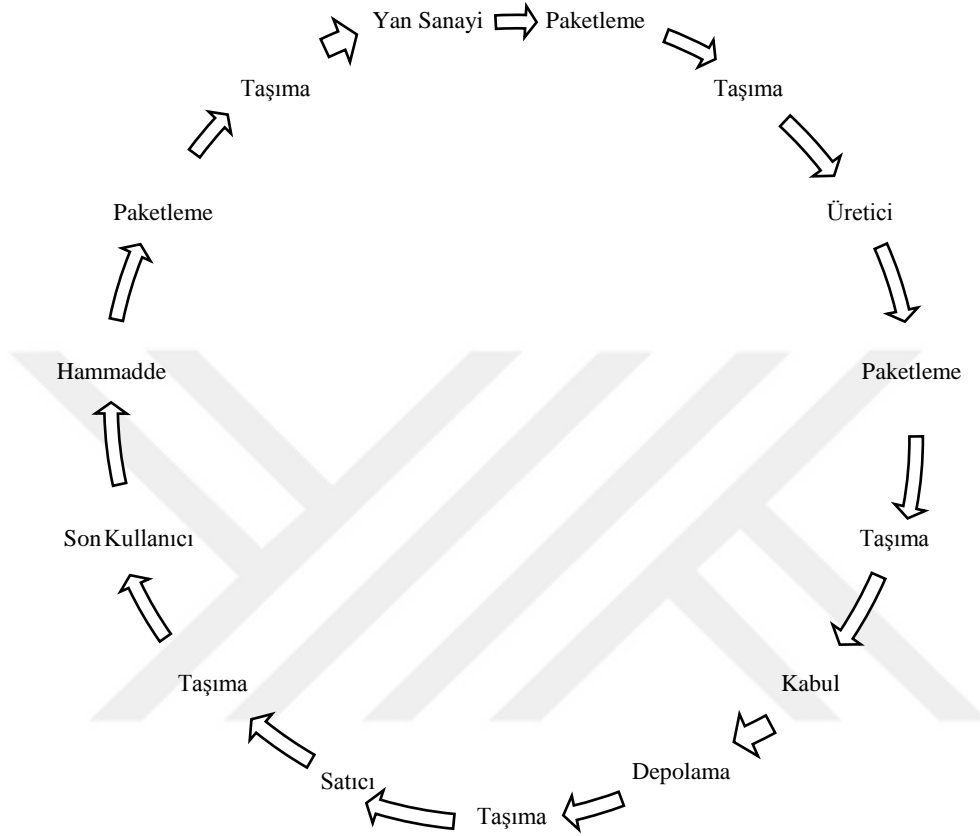 Yan Sanayi
Paketleme
Taşıma
Üretici
Paketleme
Taşıma
Kabul
Depolama
Taşıma
Satıcı
Taşıma
Son Kullanıcı
Hammadde
Paketleme
Taşıma